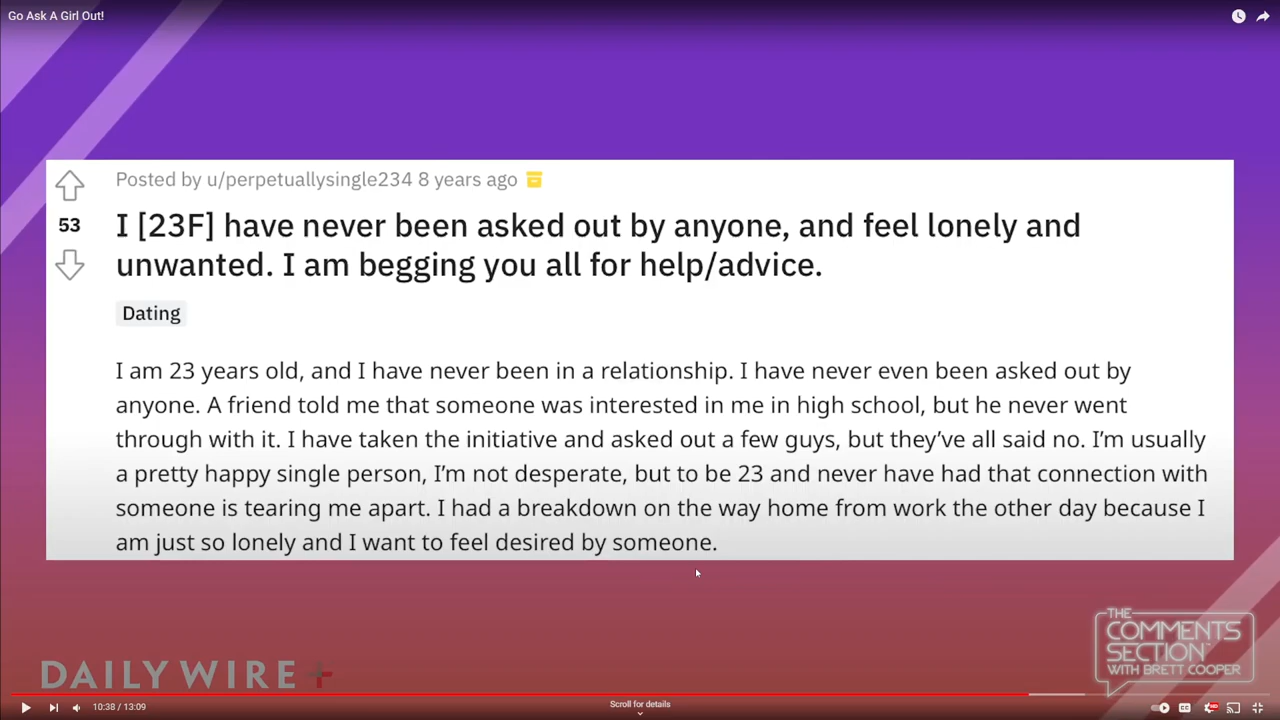 Go Ask A Girl Out!
Posted by u/perpetuallysingle234 8 years ago
53
I [23F] have never been asked out by anyone, and feel lonely and
unwanted. I am begging you all for help/advice.
Dating
I am 23 years old, and I have never been in a relationship. I have never even been asked out by
anyone. A friend told me that someone was interested in me in high school, but he never went
through with it. I have taken the initiative and asked out a few guys, but they’ve all said no. I’m usually
a pretty happy single person, I’m not desperate, but to be 23 and never have had that connection with
someone is tearing me apart. I had a breakdown on the way home from work the other day because I
am just so lonely and I want to feel desired by someone.
THE
COMMENTS
SECTION™
WITH BRETT COOPER
DAILY WIRE +
10:38 / 13:09
Scroll for details
CC
HD